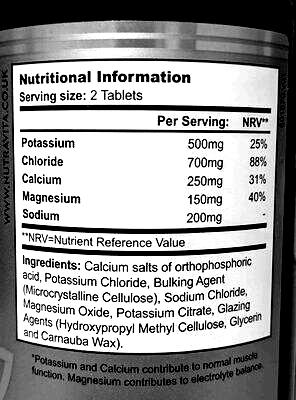 Nutritional Information
Serving size: 2 Tablets
Per Serving: NRV**
Potassium 500mg 25%
Chloride 700mg 88%
Calcium 250mg 31%
Magnesium 150mg 40%
Sodium 200mg -
**NRV=Nutrient Reference Value
Ingredients: Calcium salts of orthophosphoric
acid, Potassium Chloride, Bulking Agent
(Microcrystalline Cellulose), Sodium Chloride,
Magnesium Oxide, Potassium Citrate, Glazing
Agents (Hydroxypropyl Methyl Cellulose, Glycerin
and Carnauba Wax).
*Potassium and Calcium contribute to normal muscle
function. Magnesium contributes to electrolyte balance.
WWW.NUTRAVITA.CO.UK